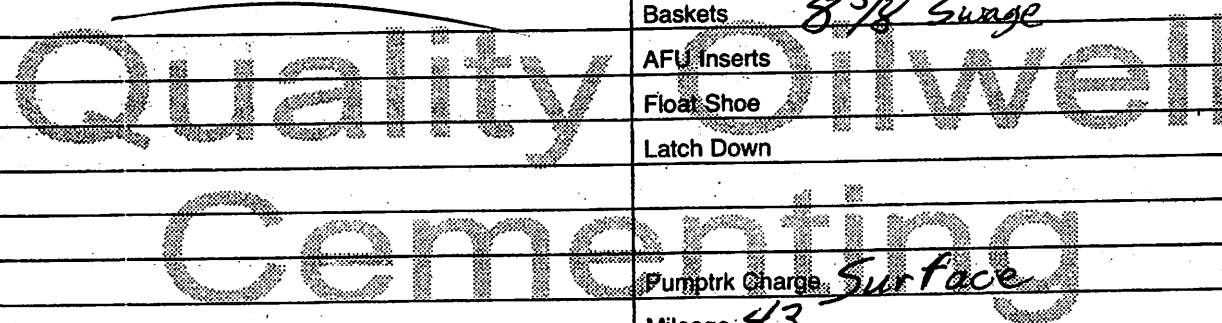 Baskets 8 5/8 Swage
AFU Inserts
Quality Oilwell
Float Shoe
Latch Down
Cementing
Pumptrk Charge Surface
Mileage 43